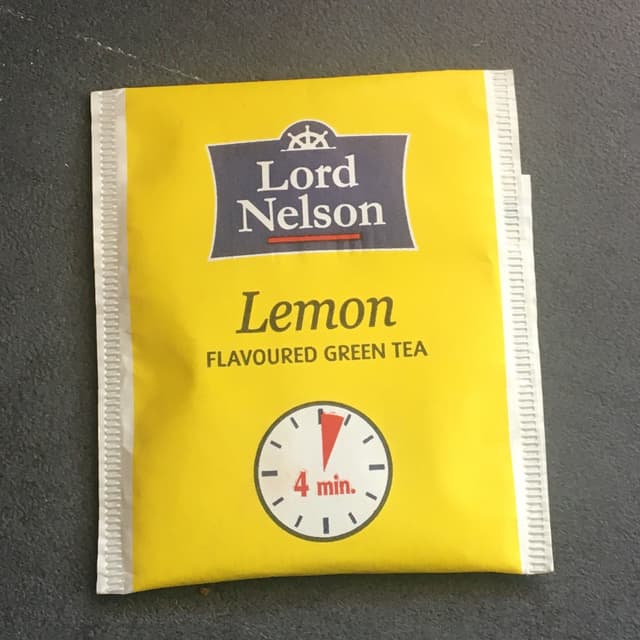 Lord
Nelson
Lemon
FLAVOURED GREEN TEA
4 min.